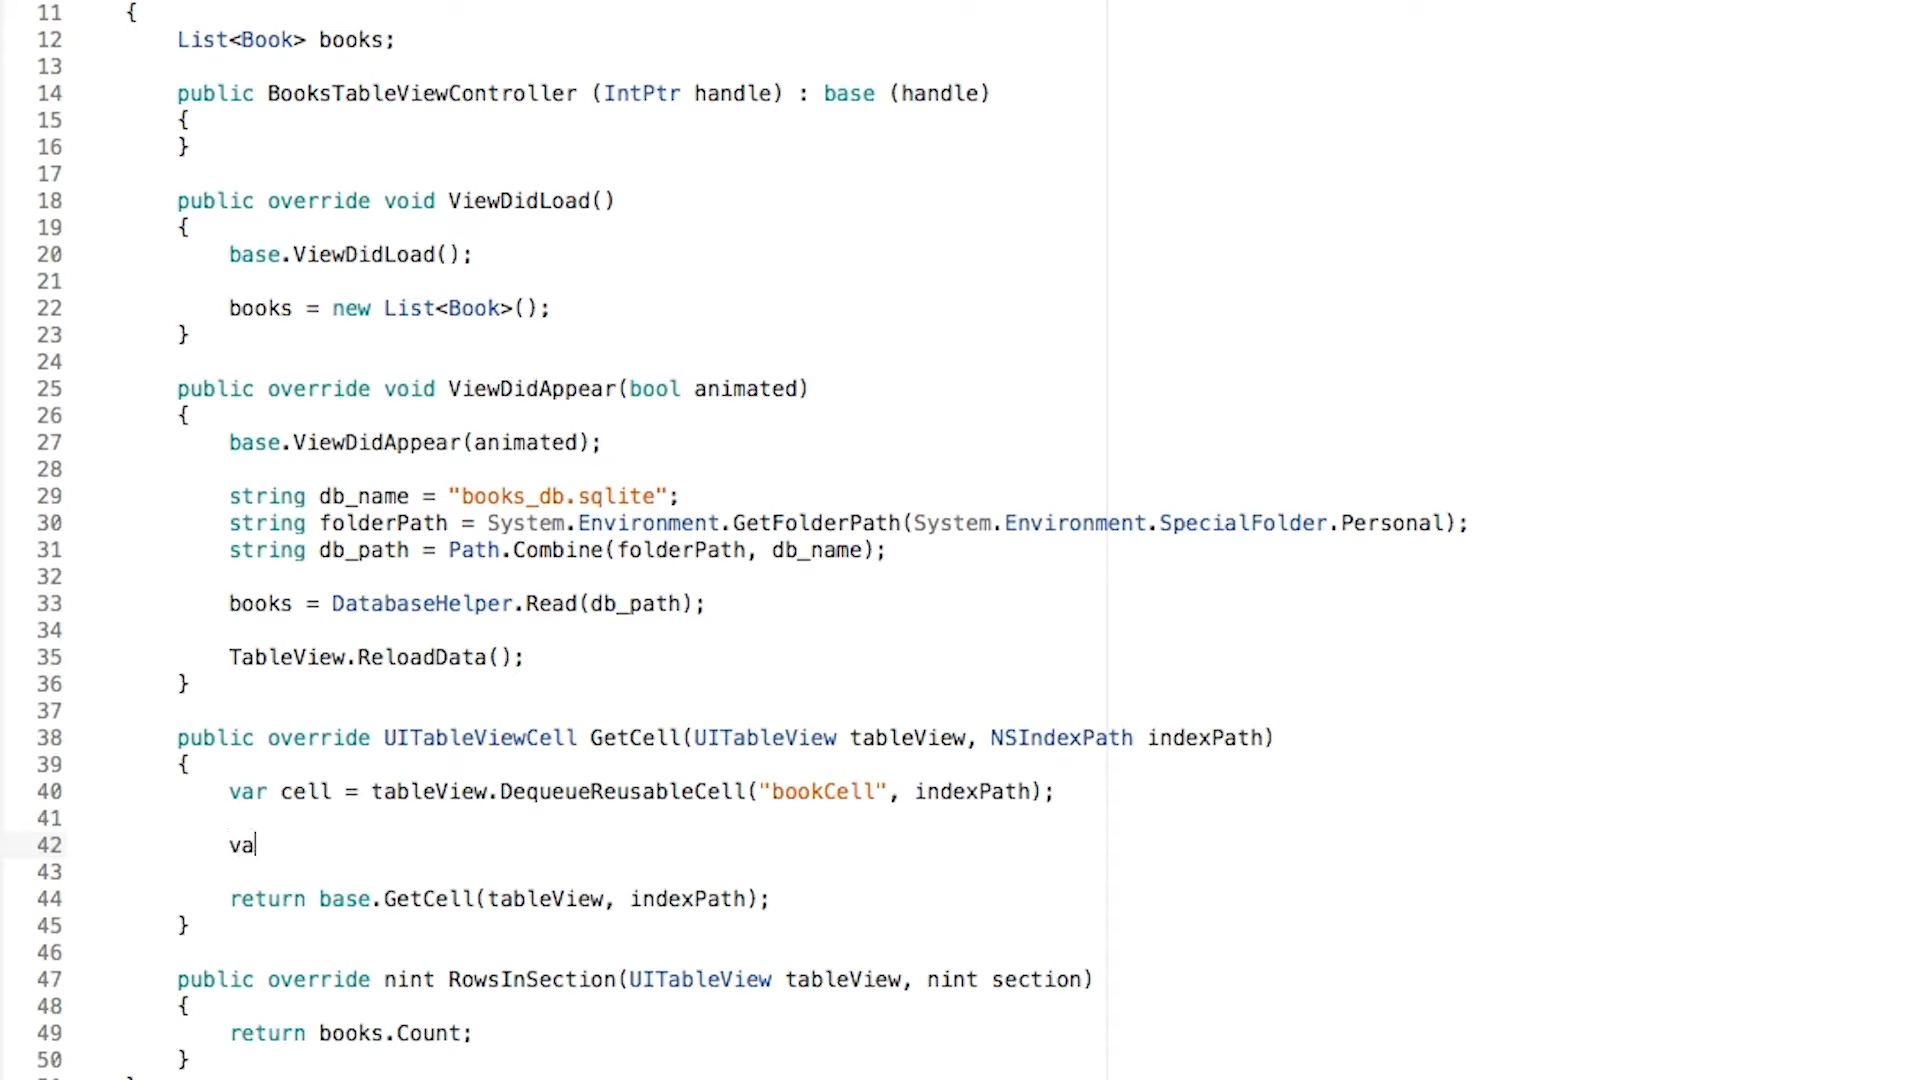 11 {
12 List<Book> books;
13
14 public BooksTableViewController (IntPtr handle) : base (handle)
15 {
16 }
17
18 public override void ViewDidLoad()
19 {
20 base.ViewDidLoad();
21
22 books = new List<Book>();
23 }
24
25 public override void ViewDidAppear(bool animated)
26 {
27 base.ViewDidAppear(animated);
28
29 string db_name = "books_db.sqlite";
30 string folderPath = System.Environment.GetFolderPath(System.Environment.SpecialFolder.Personal);
31 string db_path = Path.Combine(folderPath, db_name);
32
33 books = DatabaseHelper.Read(db_path);
34
35 TableView.ReloadData();
36 }
37
38 public override UITableViewCell GetCell(UITableView tableView, NSIndexPath indexPath)
39 {
40 var cell = tableView.DequeueReusableCell("bookCell", indexPath);
41
42 va
43
44 return base.GetCell(tableView, indexPath);
45 }
46
47 public override nint RowsInSection(UITableView tableView, nint section)
48 {
49 return books.Count;
50 }